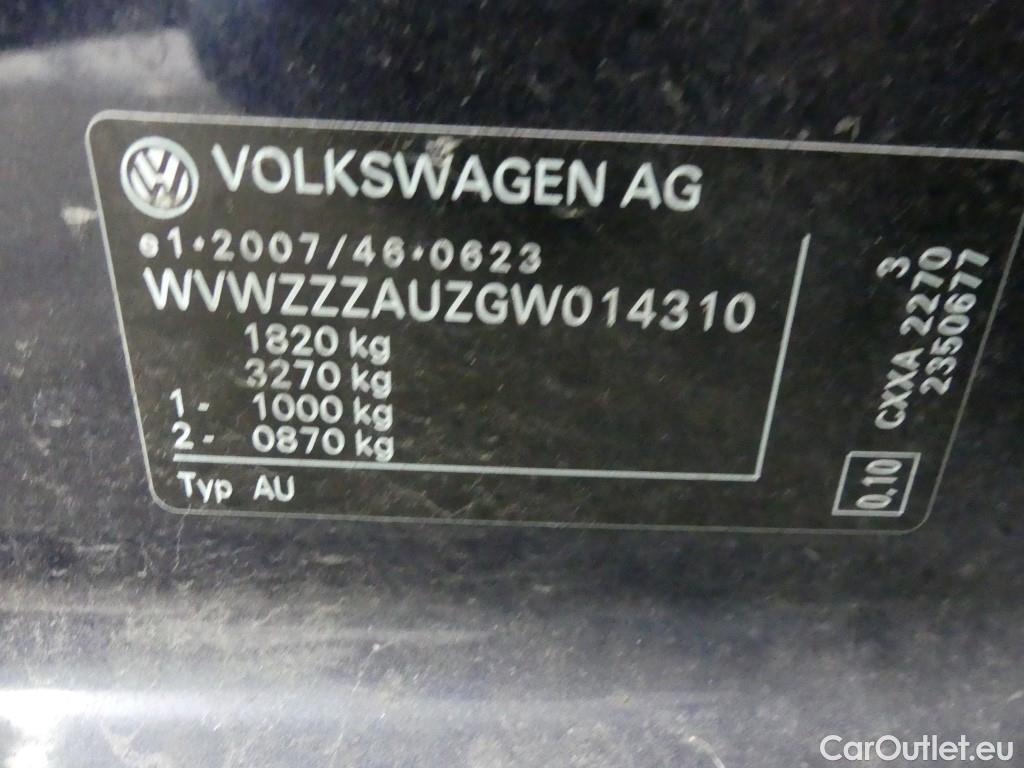 VOLKSWAGEN AG
e1*2007/46*0623
WVWZZZAUZGW014310
1820 kg
3270 kg
1- 1000 kg
2- 0870 kg
Typ AU
3
CXXA 2270
2350677
0,10
CarOutlet.eu